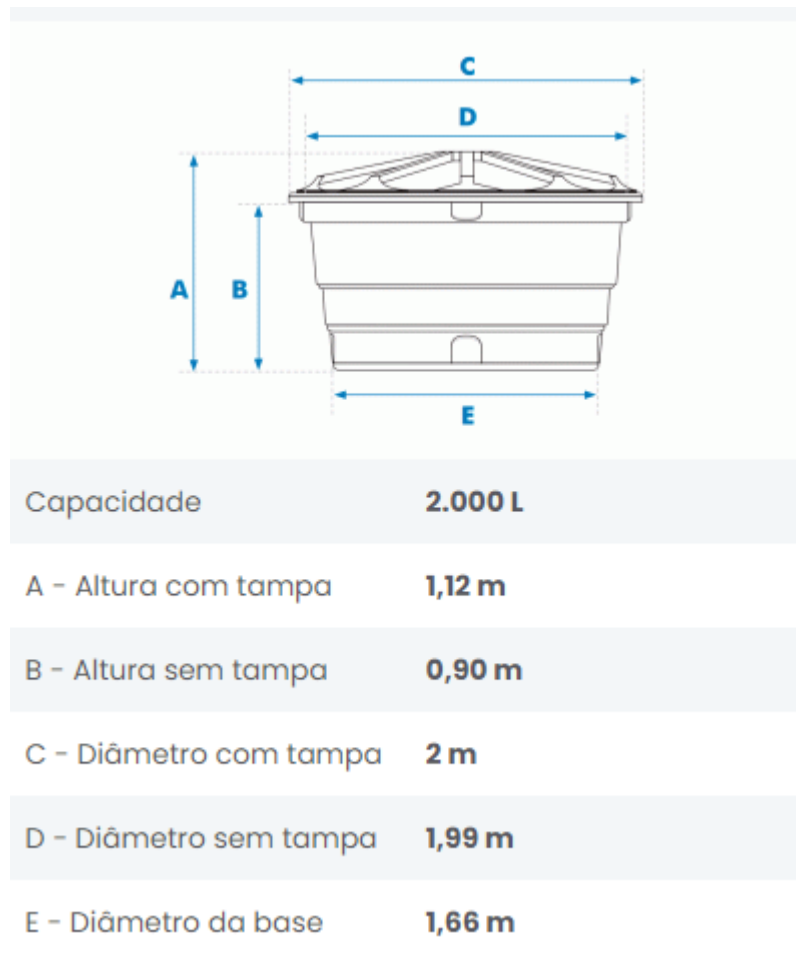 C
D
A
B
E
Capacidade 2.000 L
A - Altura com tampa 1,12 m
B - Altura sem tampa 0,90 m
C - Diâmetro com tampa 2 m
D - Diâmetro sem tampa 1,99 m
E - Diâmetro da base 1,66 m